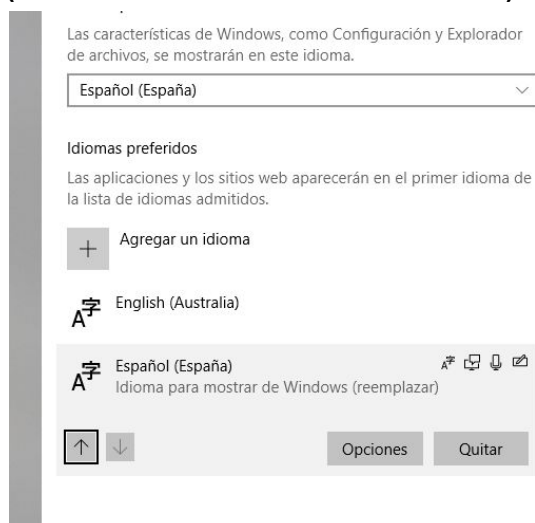 Las características de Windows, como Configuración y Explorador
de archivos, se mostrarán en este idioma.
Español (España)
Idiomas preferidos
Las aplicaciones y los sitios web aparecerán en el primer idioma de
la lista de idiomas admitidos.
Agregar un idioma
English (Australia)
Español (España)
Idioma para mostrar de Windows (reemplazar)
Opciones
Quitar